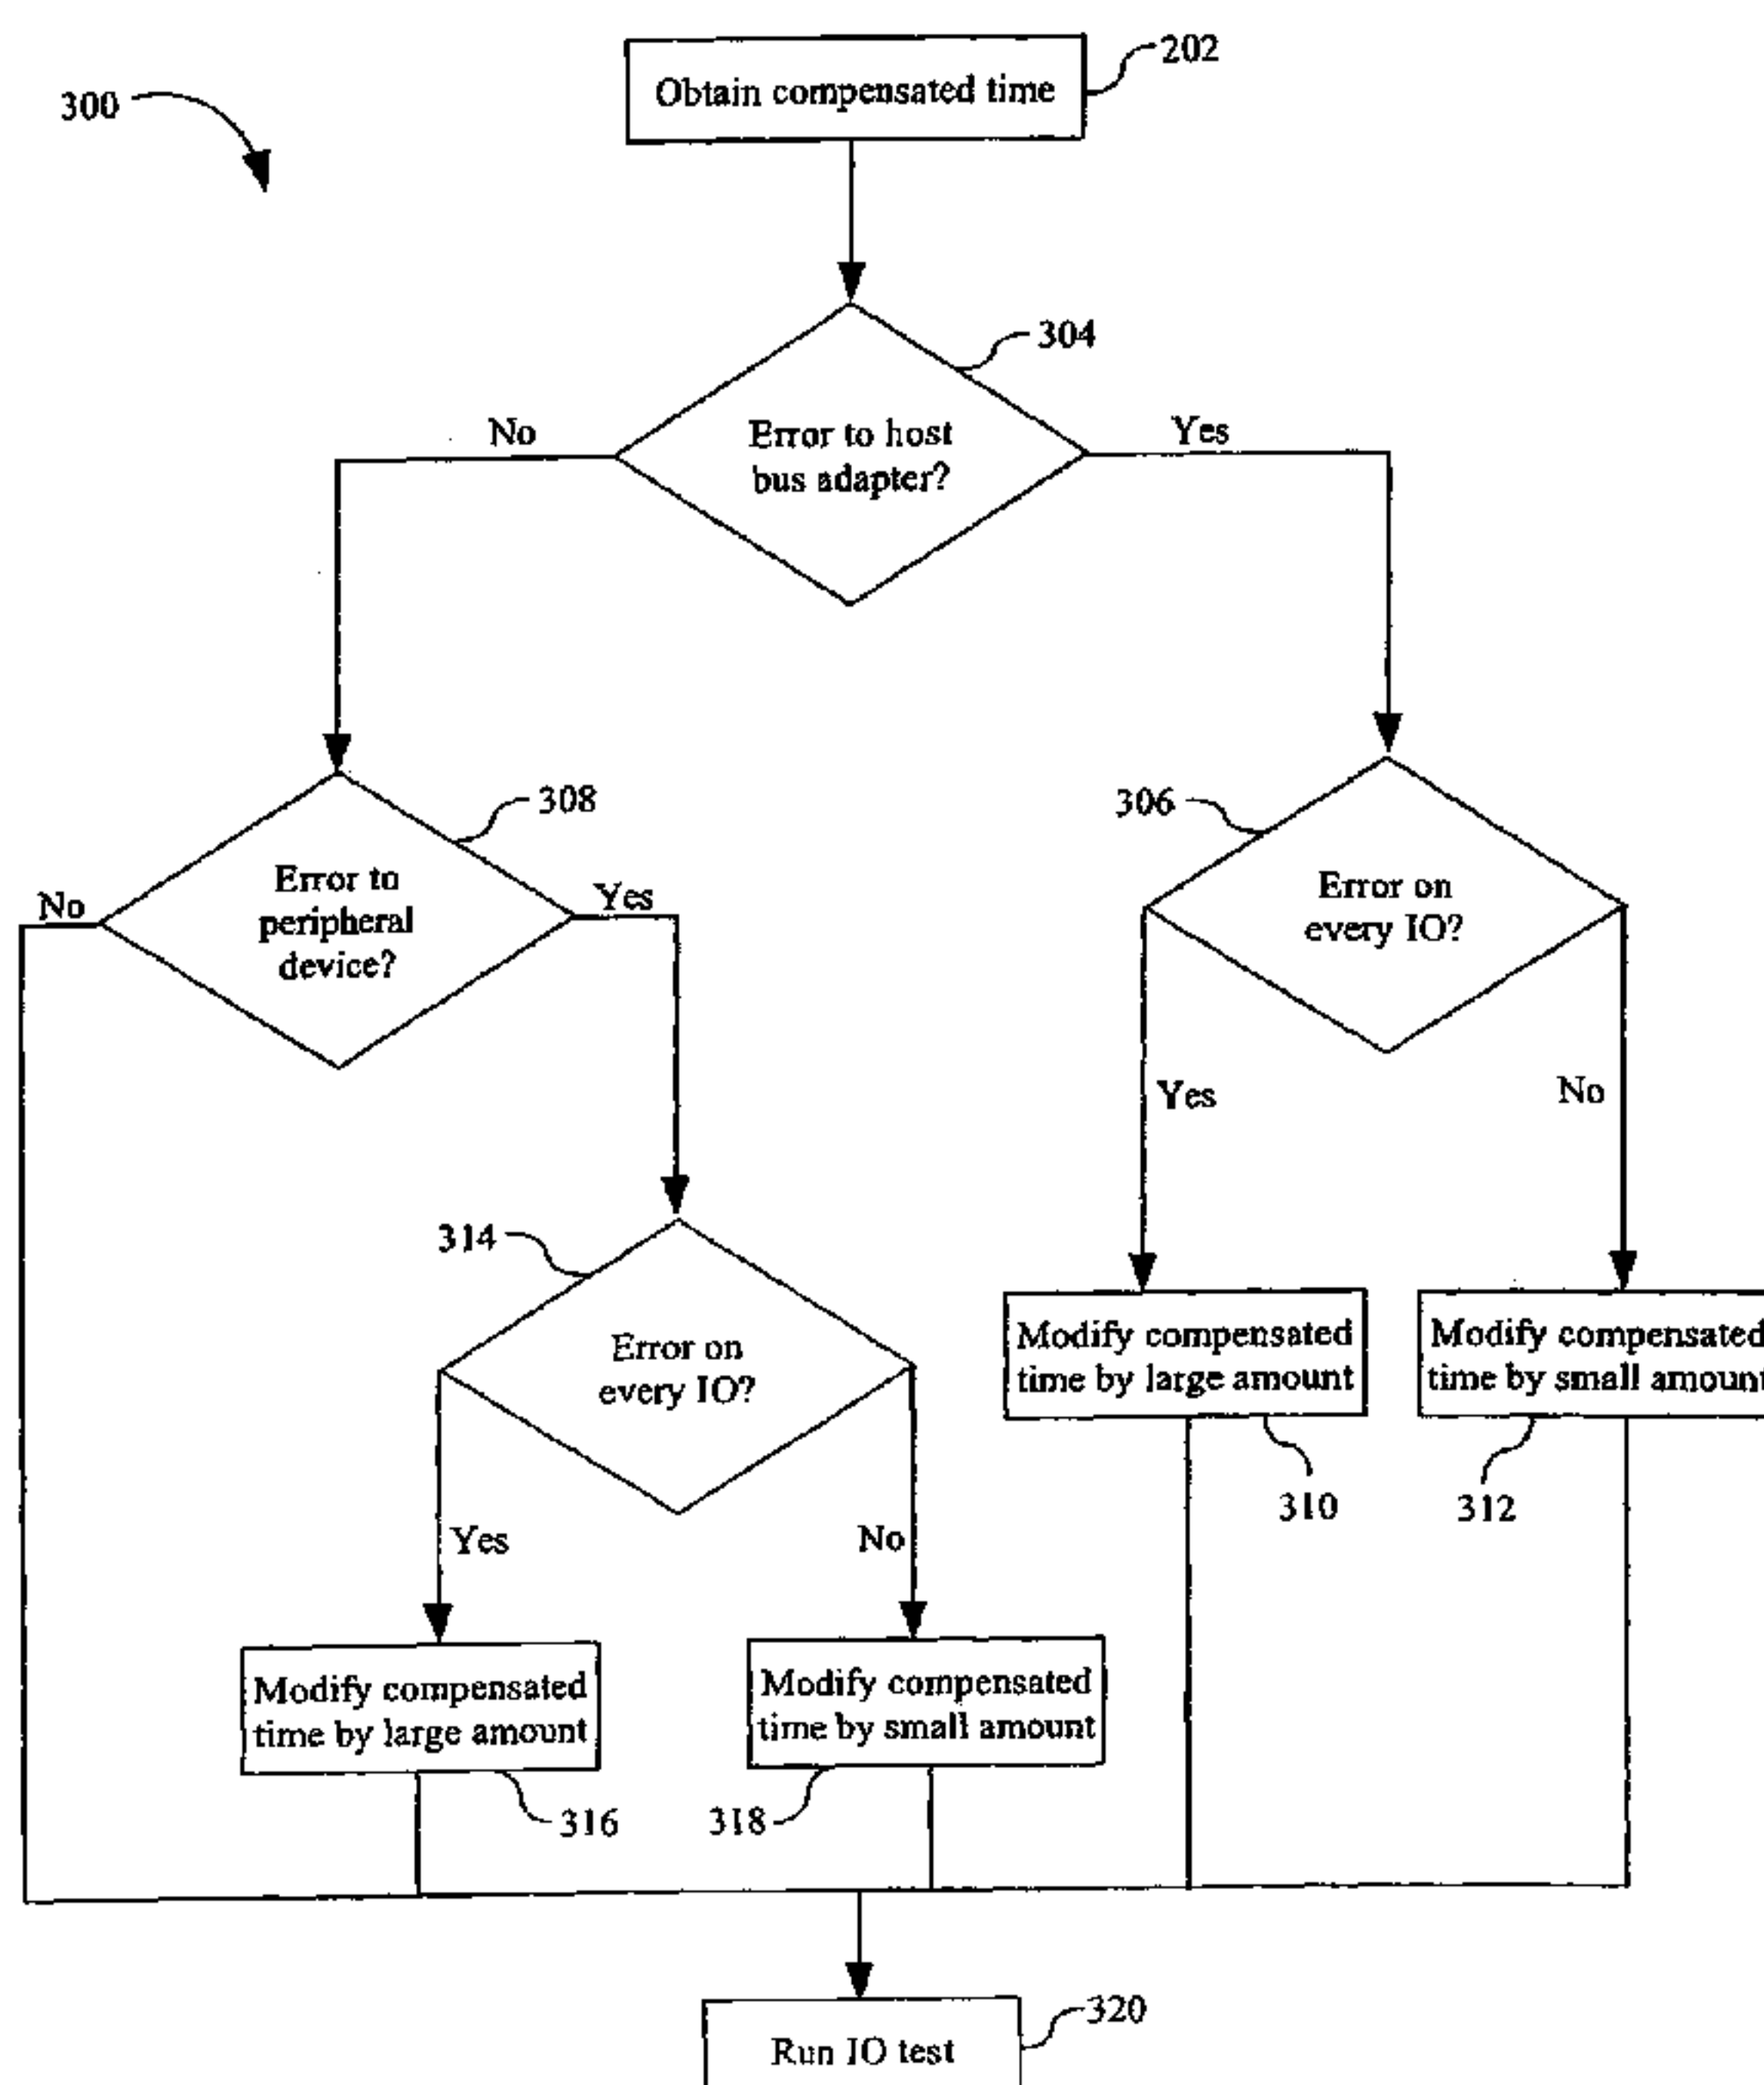 202
Obtain compensated time
300
304
Error to host
bus adapter?
No
Yes
308
306
Error to
peripheral
device?
No
Yes
Error on
every IO?
Yes
No
314
Error on
every IO?
Modify compensated
time by large amount
Modify compensated
time by small amount
310
312
Yes
No
Modify compensated
time by large amount
Modify compensated
time by small amount
316
318
320
Run IO test